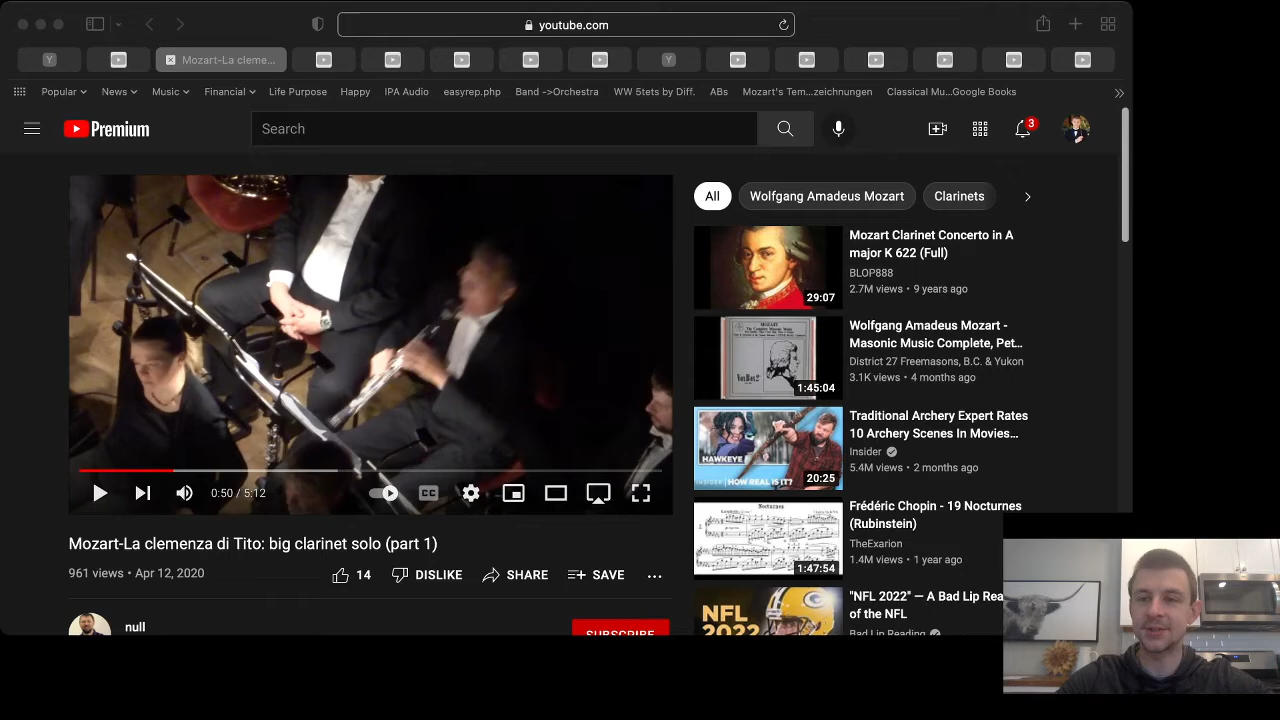 youtube.com
Mozart-La cleme...
Popular News Music Financial Life Purpose Happy IPA Audio easyrep.php Band ->Orchestra WW 5tets by Diff. ABs Mozart's Tem...zeichnungen Classical Mu...Google Books
Premium
Search
3
All Wolfgang Amadeus Mozart Clarinets
Mozart Clarinet Concerto in A
major K 622 (Full)
BLOP888
2.7M views • 9 years ago
29:07
Wolfgang Amadeus Mozart -
Masonic Music Complete, Pet...
District 27 Freemasons, B.C. & Yukon
3.1K views • 4 months ago
MOZART
1:45:04
Traditional Archery Expert Rates
10 Archery Scenes In Movies...
Insider
5.4M views • 2 months ago
HAWKEYE
INSIDER HOW REAL IS IT?
20:25
Frédéric Chopin - 19 Nocturnes
(Rubinstein)
TheExarion
1.4M views • 1 year ago
Nocturnes
1:47:54
"NFL 2022" — A Bad Lip Rea
of the NFL
Bad Lip Reading
NFL
2022
0:50 / 5:12
CC
Mozart-La clemenza di Tito: big clarinet solo (part 1)
961 views • Apr 12, 2020
14 DISLIKE SHARE SAVE
null
SUBSCRIBE